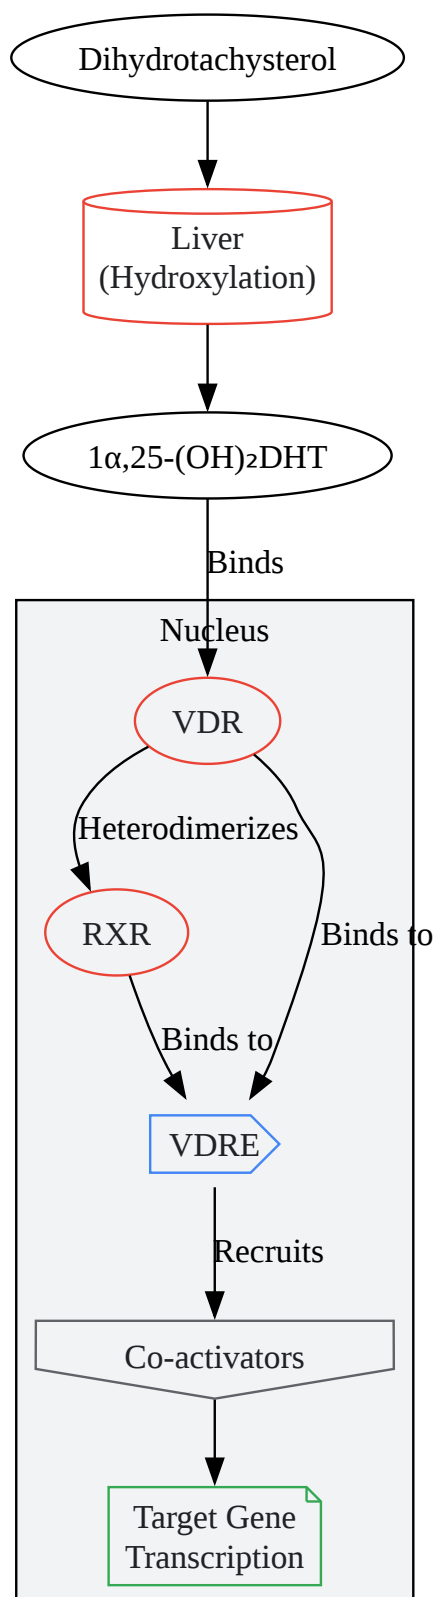 Dihydrotachysterol
Liver
(Hydroxylation)
1α,25-(OH)₂DHT
Binds
Nucleus
VDR
Heterodimerizes
RXR
Binds to
Binds to
VDRE
Recruits
Co-activators
Target Gene
Transcription